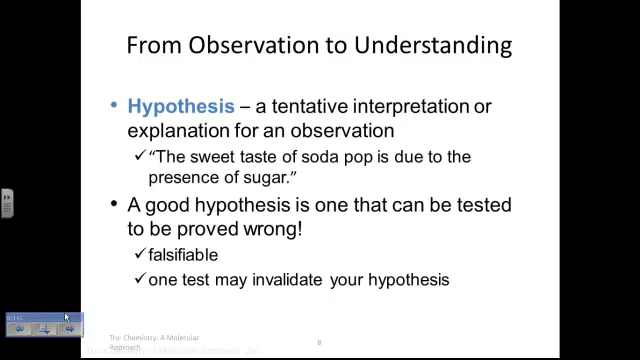 From Observation to Understanding
• Hypothesis – a tentative interpretation or
explanation for an observation
✓ “The sweet taste of soda pop is due to the
presence of sugar.”
• A good hypothesis is one that can be tested
to be proved wrong!
✓ falsifiable
✓ one test may invalidate your hypothesis
Tro: Chemistry: A Molecular
Approach
8